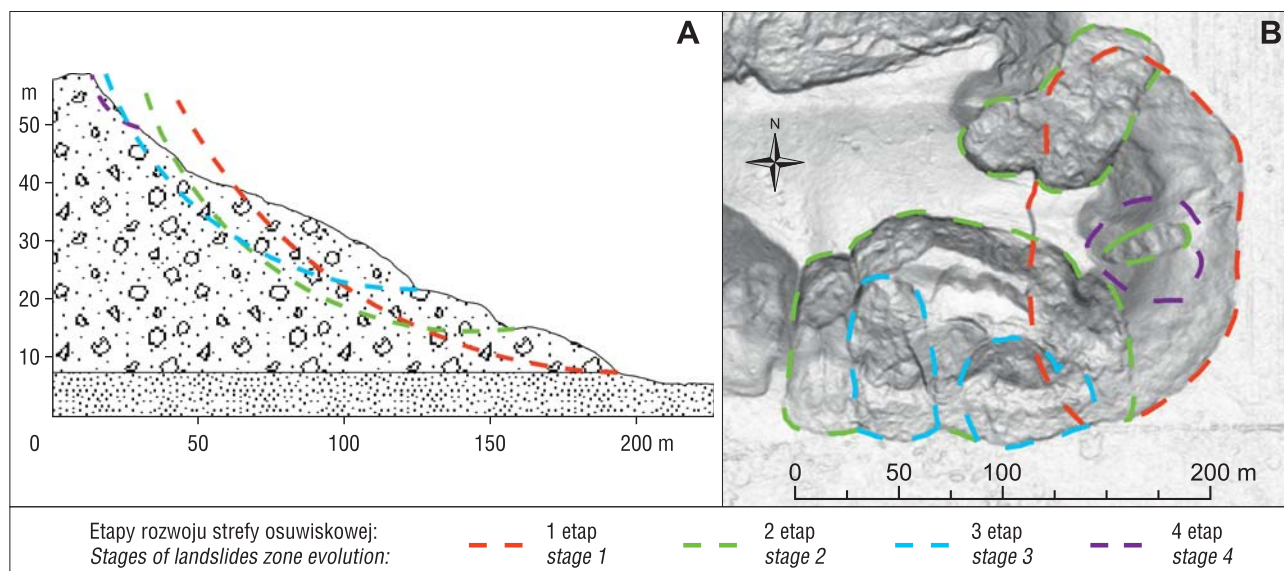 A
m
50
40
30
20
10
0 50 100 150 200 m
B
N
0 50 100 200 m
Etapy rozwoju strefy osuwiskowej:
Stages of landslides zone evolution:
1 etap
stage 1
2 etap
stage 2
3 etap
stage 3
4 etap
stage 4